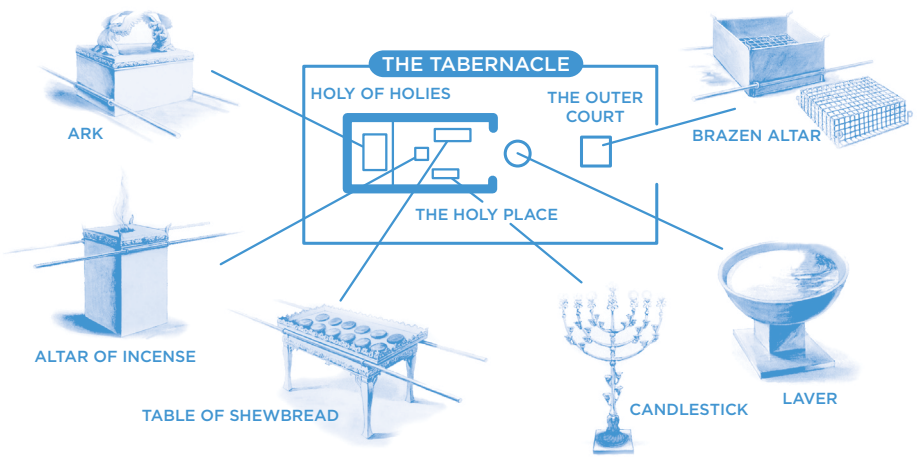 THE TABERNACLE
HOLY OF HOLIES
THE OUTER
COURT
ARK
BRAZEN ALTAR
THE HOLY PLACE
ALTAR OF INCENSE
TABLE OF SHEWBREAD
CANDLESTICK
LAVER